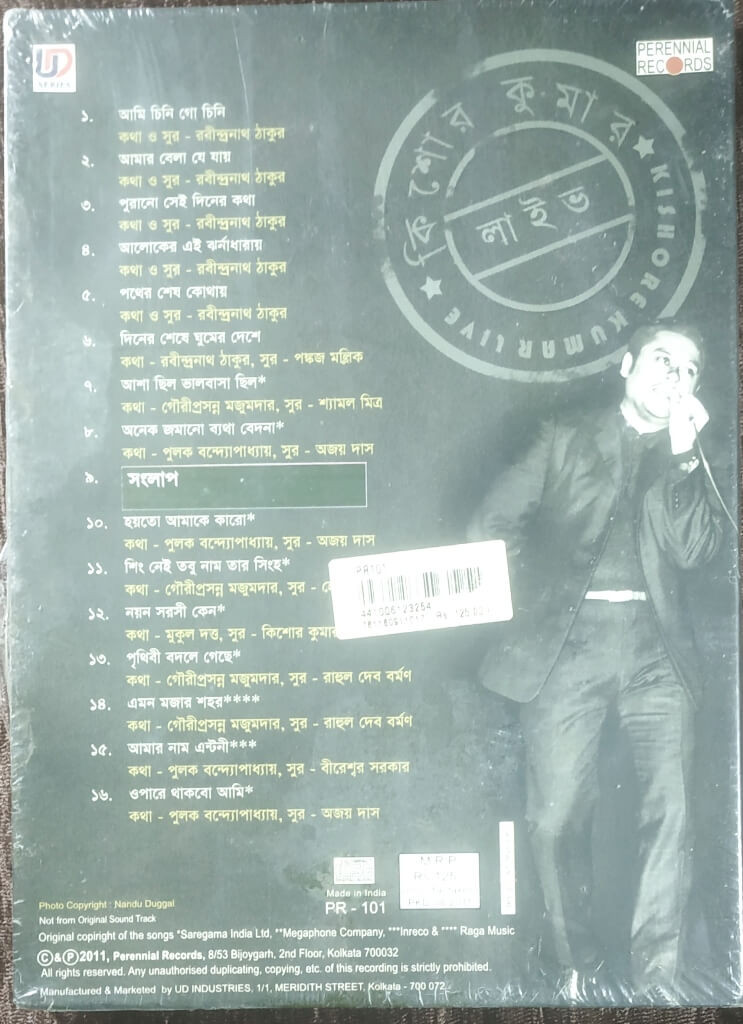 UD
SERIES
PERENNIAL
RECORDS
কিশোর কুমার
লাইভ
KISHORE KUMAR LIVE
১. আমি চিনি গো চিনি
কথা ও সুর - রবীন্দ্রনাথ ঠাকুর
২. আমার বেলা যে যায়
কথা ও সুর - রবীন্দ্রনাথ ঠাকুর
৩. পুরানো সেই দিনের কথা
কথা ও সুর - রবীন্দ্রনাথ ঠাকুর
৪. আলোকের এই ঝর্নাধারায়
কথা ও সুর - রবীন্দ্রনাথ ঠাকুর
৫. পথের শেষ কোথায়
কথা ও সুর - রবীন্দ্রনাথ ঠাকুর
৬. দিনের শেষে ঘুমের দেশে
কথা - রবীন্দ্রনাথ ঠাকুর, সুর - পঙ্কজ মল্লিক
৭. আশা ছিল ভালবাসা ছিল*
কথা - গৌরীপ্রসন্ন মজুমদার, সুর - শ্যামল মিত্র
৮. অনেক জমানো ব্যথা বেদনা*
কথা - পুলক বন্দ্যোপাধ্যায়, সুর - অজয় দাস
৯. সংলাপ
১০. হয়তো আমাকে কারো*
কথা - পুলক বন্দ্যোপাধ্যায়, সুর - অজয় দাস
১১. শিং নেই তবু নাম তার সিংহ*
কথা - গৌরীপ্রসন্ন মজুমদার, সুর -
১২. নয়ন সরসী কেন*
কথা - মুকুল দত্ত, সুর - কিশোর কুমার
PR101
441006123254
Rs. 125.00
১৩. পৃথিবী বদলে গেছে*
কথা - গৌরীপ্রসন্ন মজুমদার, সুর - রাহুল দেব বর্মণ
১৪. এমন মজার শহর****
কথা - গৌরীপ্রসন্ন মজুমদার, সুর - রাহুল দেব বর্মণ
১৫. আমার নাম এন্টনী***
কথা - পুলক বন্দ্যোপাধ্যায়, সুর - বীরেশ্বর সরকার
১৬. ওপারে থাকবো আমি*
কথা - পুলক বন্দ্যোপাধ্যায়, সুর - অজয় দাস
M.R.P.
Made in India
PR - 101
Photo Copyright : Nandu Duggal
Not from Original Sound Track
Original copiright of the songs *Saregama India Ltd, **Megaphone Company, ***Inreco & **** Raga Music
©&℗2011, Perennial Records, 8/53 Bijoygarh, 2nd Floor, Kolkata 700032
All rights reserved. Any unauthorised duplicating, copying, etc. of this recording is strictly prohibited.
Manufactured & Marketed by UD INDUSTRIES, 1/1, MERIDITH STREET, Kolkata - 700 072